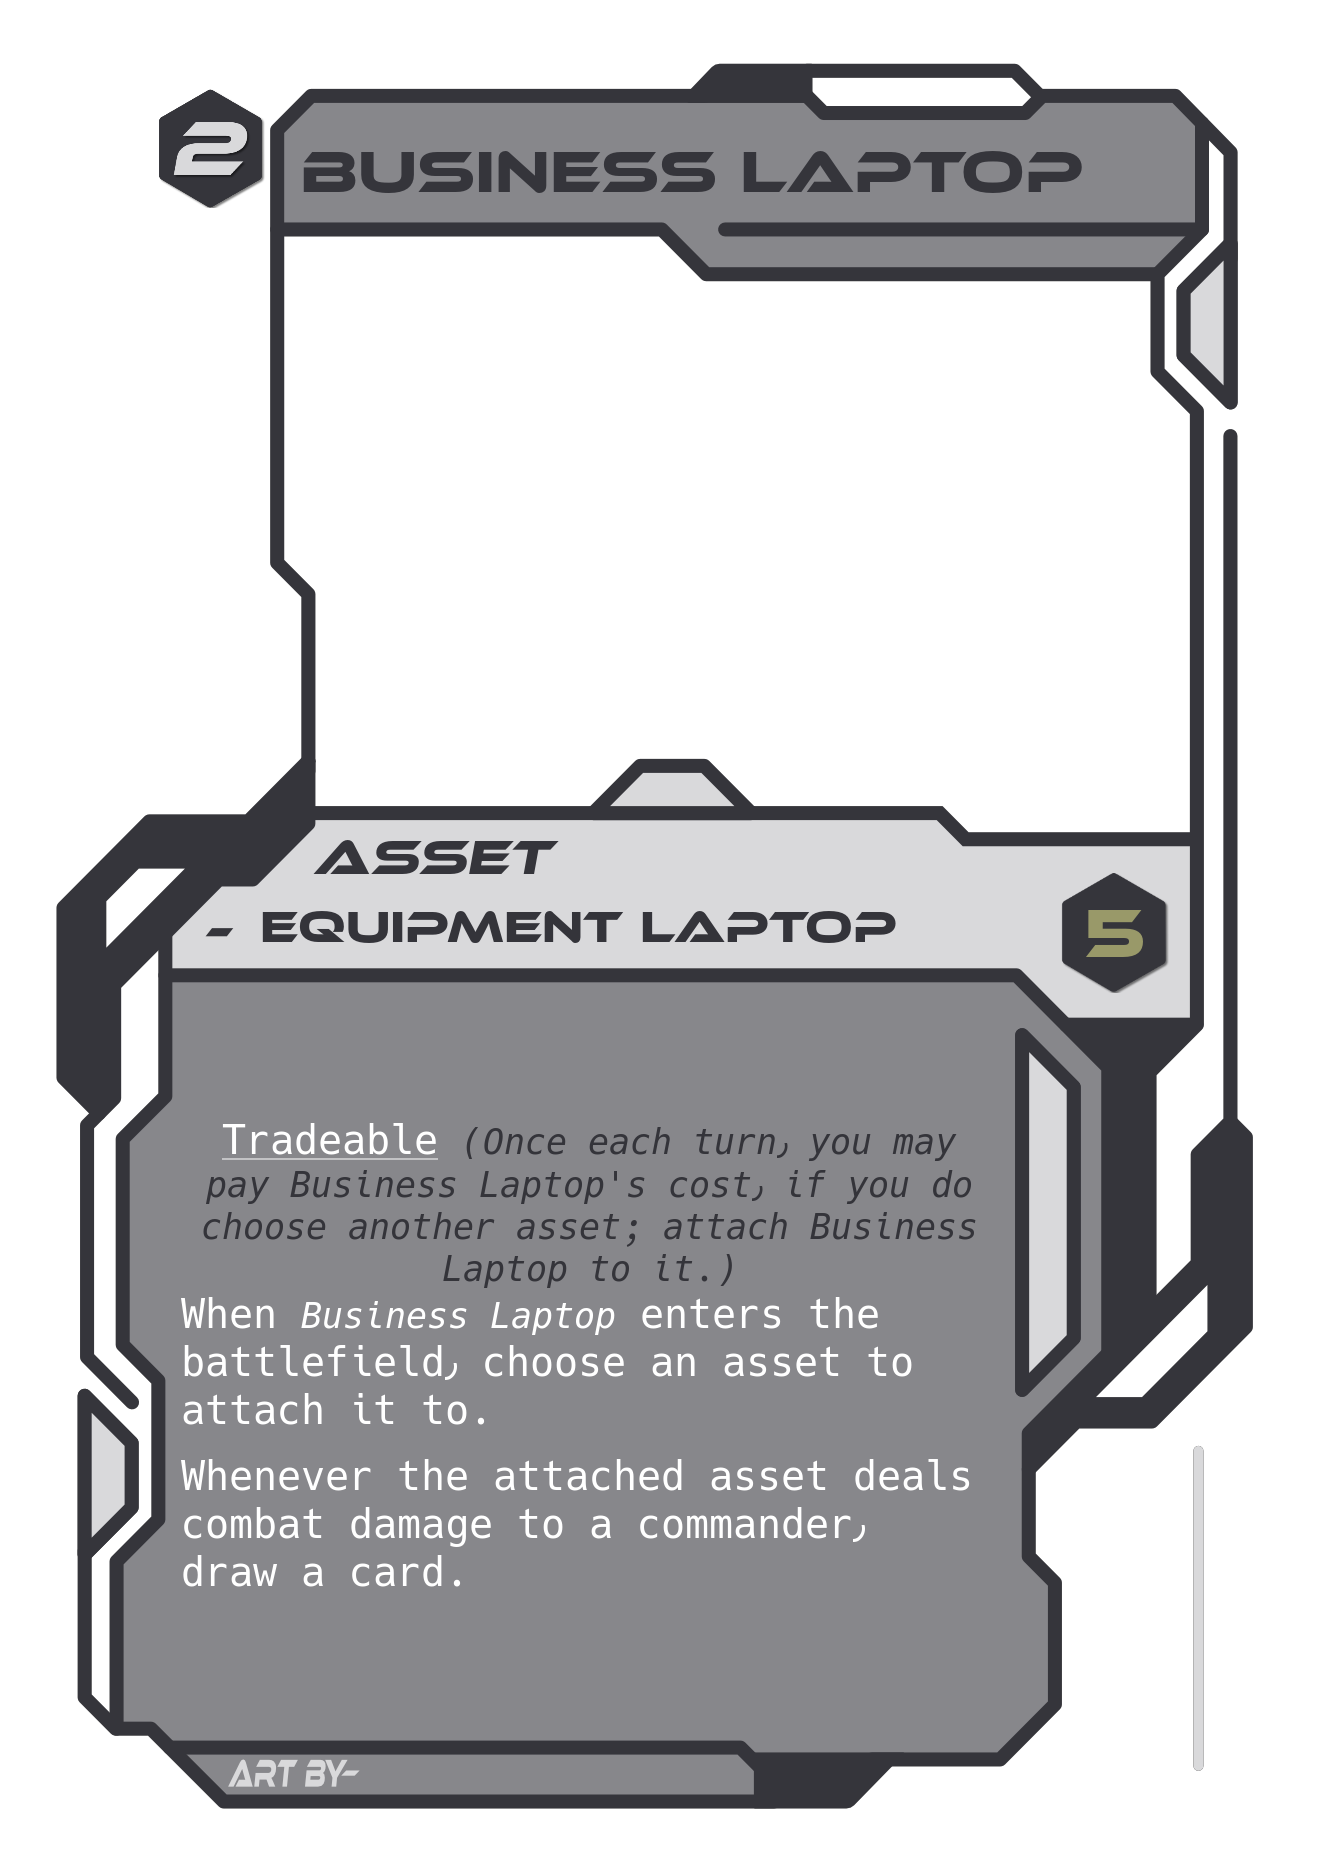 2
BUSINESS LAPTOP
ASSET
- EQUIPMENT LAPTOP
5
Tradeable (Once each turn, you may
pay Business Laptop's cost, if you do
choose another asset; attach Business
Laptop to it.)
When Business Laptop enters the
battlefield, choose an asset to
attach it to.
Whenever the attached asset deals
combat damage to a commander,
draw a card.
ART BY-